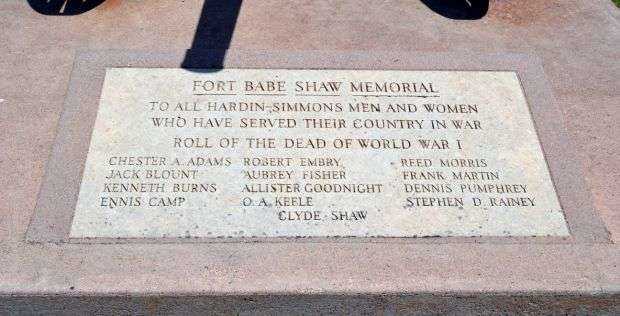 FORT BABE SHAW MEMORIAL
TO ALL HARDIN-SIMMONS MEN AND WOMEN
WHO HAVE SERVED THEIR COUNTRY IN WAR
ROLL OF THE DEAD OF WORLD WAR I
CHESTER A. ADAMS ROBERT EMBRY REED MORRIS
JACK BLOUNT AUBREY FISHER FRANK MARTIN
KENNETH BURNS ALLISTER GOODNIGHT DENNIS PUMPHREY
ENNIS CAMP O. A. KEELE STEPHEN D. RAINEY
CLYDE SHAW